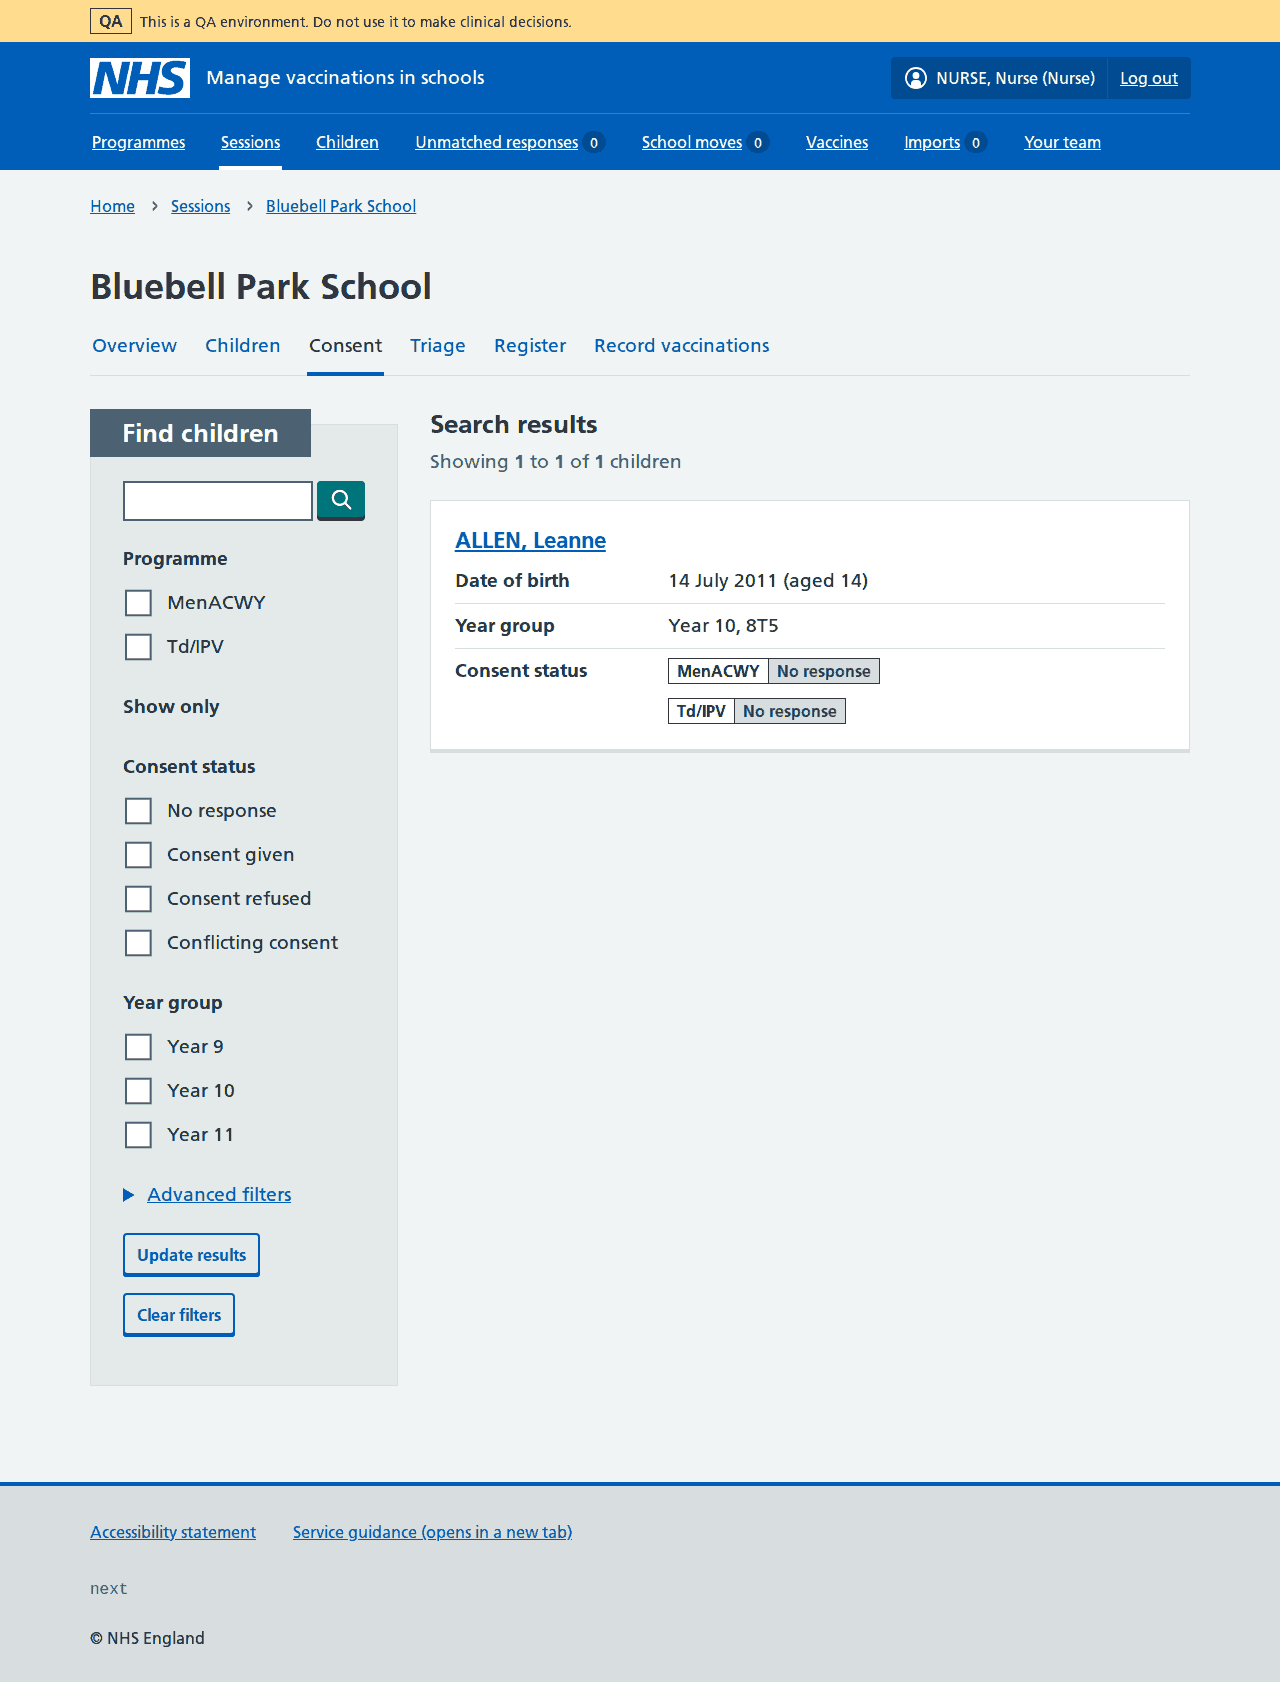 QA This is a QA environment. Do not use it to make clinical decisions.
NHS Manage vaccinations in schools NURSE, Nurse (Nurse) Log out
Programmes Sessions Children Unmatched responses 0 School moves 0 Vaccines Imports 0 Your team
Home Sessions Bluebell Park School
Bluebell Park School
Overview Children Consent Triage Register Record vaccinations
Find children
Programme
MenACWY
Td/IPV
Show only
Consent status
No response
Consent given
Consent refused
Conflicting consent
Year group
Year 9
Year 10
Year 11
Advanced filters
Update results
Clear filters
Search results
Showing 1 to 1 of 1 children
ALLEN, Leanne
Date of birth 14 July 2011 (aged 14)
Year group Year 10, 8T5
Consent status MenACWY No response
Td/IPV No response
Accessibility statement Service guidance (opens in a new tab)
next
© NHS England